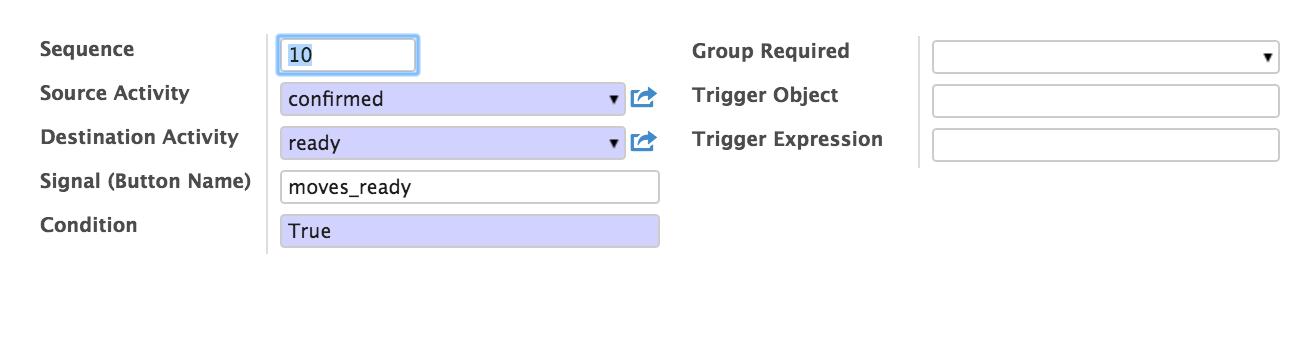 Sequence 10
Source Activity confirmed
Destination Activity ready
Signal (Button Name) moves_ready
Condition True
Group Required
Trigger Object
Trigger Expression